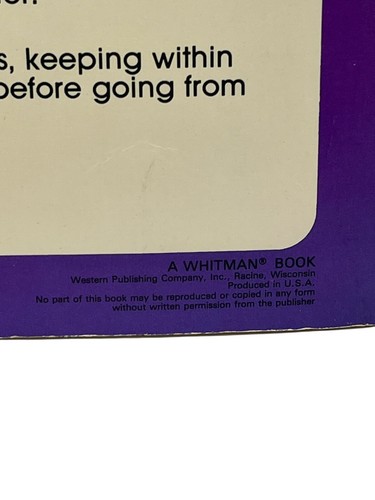 s, keeping within
before going from
A WHITMAN® BOOK
Western Publishing Company, Inc., Racine, Wisconsin
Produced in U.S.A.
No part of this book may be reproduced or copied in any form
without written permission from the publisher